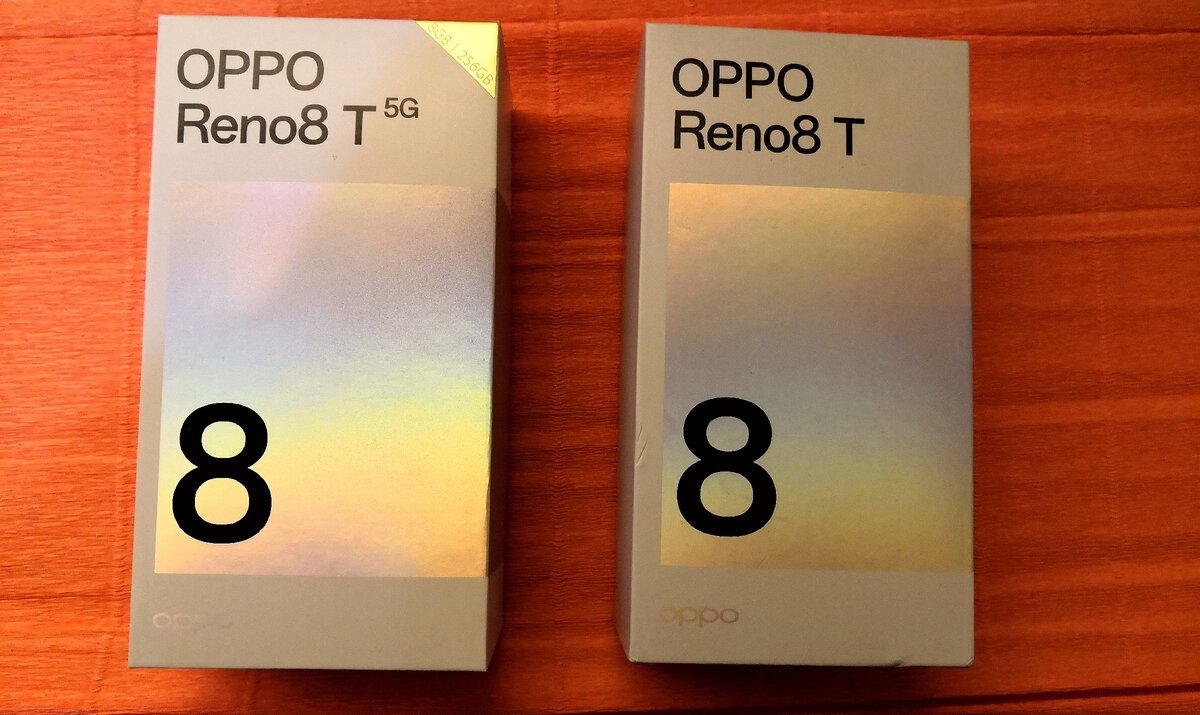 OPPO
Reno8 T 5G
8GB | 256GB
8
oppo
OPPO
Reno8 T
8
oppo